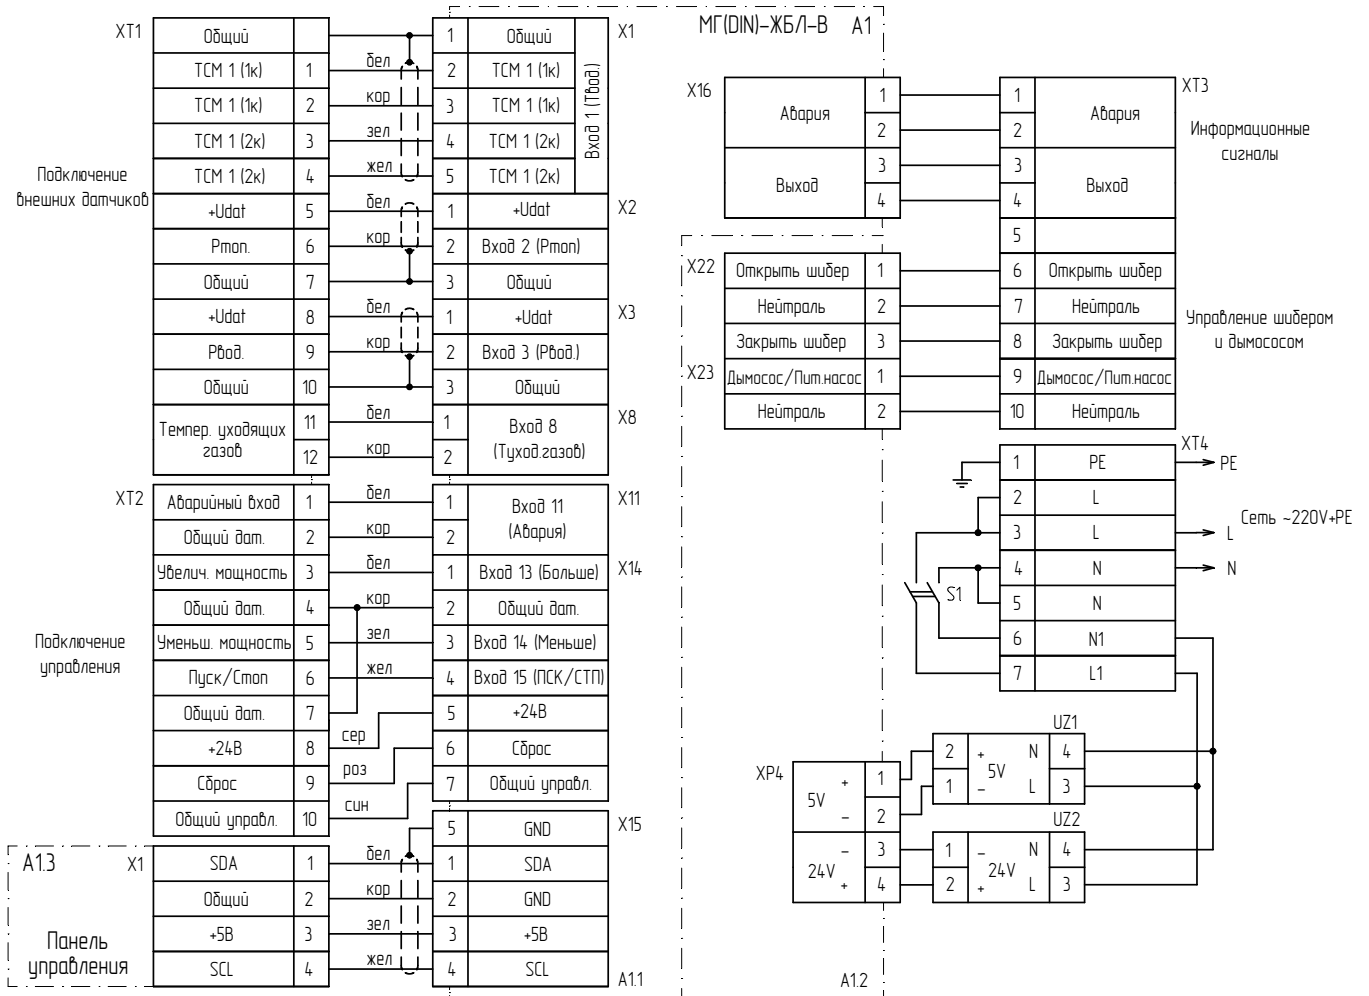 МГ(DIN)-ЖБЛ-В А1
XT1 Общий 1 Общий X1
ТСМ 1 (1к) 1 бел 2 ТСМ 1 (1к)
ТСМ 1 (1к) 2 кор 3 ТСМ 1 (1к)
ТСМ 1 (2к) 3 зел 4 ТСМ 1 (2к)
ТСМ 1 (2к) 4 жел 5 ТСМ 1 (2к)
Вход 1 (Твод.)
Подключение
внешних датчиков
+Udat 5 бел 1 +Udat X2
Pтоп. 6 кор 2 Вход 2 (Pтоп)
Общий 7 3 Общий
+Udat 8 бел 1 +Udat X3
Pвод. 9 кор 2 Вход 3 (Pвод.)
Общий 10 3 Общий
Темпер. уходящих
газов
11 бел 1
12 кор 2
Вход 8
(Туход.газов)
X8
XT2 Аварийный вход 1 бел 1
Общий дат. 2 кор 2
Вход 11
(Авария)
X11
Увелич. мощность 3 бел 1 Вход 13 (Больше) X14
Общий дат. 4 кор 2 Общий дат.
Уменьш. мощность 5 зел 3 Вход 14 (Меньше)
Пуск/Стоп 6 жел 4 Вход 15 (ПСК/СТП)
Общий дат. 7 5 +24В
+24В 8 сер 6 Сброс
Сброс 9 роз 7 Общий управл.
Общий управл. 10 син
Подключение
управления
5 GND X15
А1.3 X1 SDA 1 бел 1 SDA
Общий 2 кор 2 GND
+5В 3 зел 3 +5В
SCL 4 жел 4 SCL
Панель
управления
А1.1
X16 Авария 1 1 Авария XT3
2 2
Выход 3 3 Выход
4 4
5
Информационные
сигналы
X22 Открыть шибер 1 6 Открыть шибер
Нейтраль 2 7 Нейтраль
Закрыть шибер 3 8 Закрыть шибер
X23 Дымосос/Пит.насос 1 9 Дымосос/Пит.насос
Нейтраль 2 10 Нейтраль
Управление шибером
и дымососом
XT4
1 PE PE
2 L
3 L L
4 N N
5 N
6 N1
7 L1
Сеть ~220V+PE
S1
UZ1
2 + N 4
5V
1 – L 3
UZ2
1 – N 4
24V
2 + L 3
XP4
5V + 1
– 2
24V – 3
+ 4
А1.2